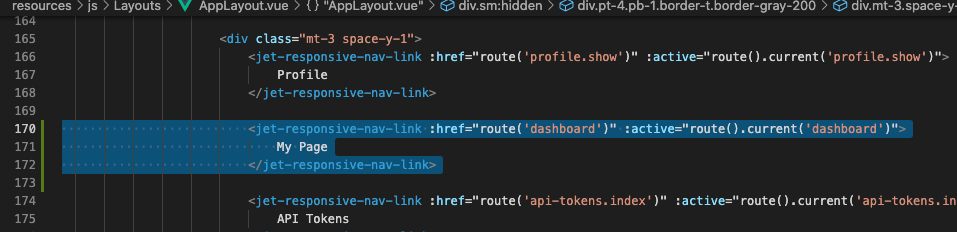 resources > js > Layouts > AppLayout.vue > {} "AppLayout.vue" > div.sm:hidden > div.pt-4.pb-1.border-t.border-gray-200 > div.mt-3.space-y-
164
165 <div class="mt-3 space-y-1">
166 <jet-responsive-nav-link :href="route('profile.show')" :active="route().current('profile.show')">
167 Profile
168 </jet-responsive-nav-link>
169
170 <jet-responsive-nav-link :href="route('dashboard')" :active="route().current('dashboard')">
171 My Page
172 </jet-responsive-nav-link>
173
174 <jet-responsive-nav-link :href="route('api-tokens.index')" :active="route().current('api-tokens.in
175 API Tokens